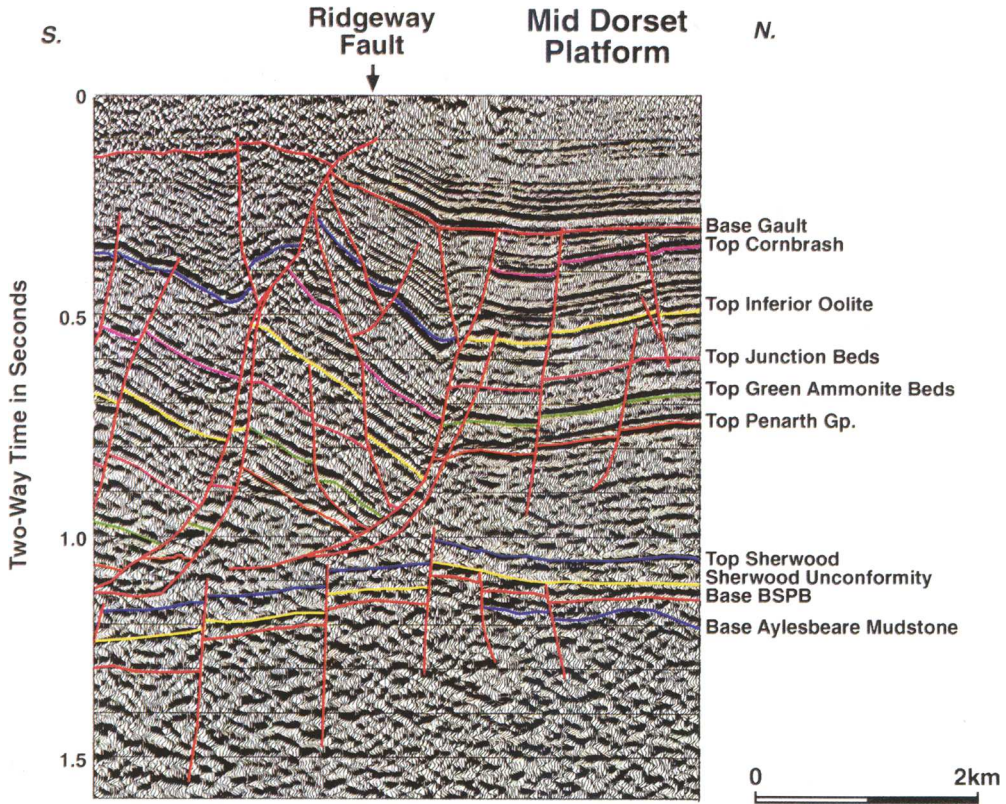 S.
Ridgeway
Fault
Mid Dorset
Platform
N.
0
0.5
1.0
1.5
Two-Way Time in Seconds
Base Gault
Top Cornbrash
Top Inferior Oolite
Top Junction Beds
Top Green Ammonite Beds
Top Penarth Gp.
Top Sherwood
Sherwood Unconformity
Base BSPB
Base Aylesbeare Mudstone
0 2km